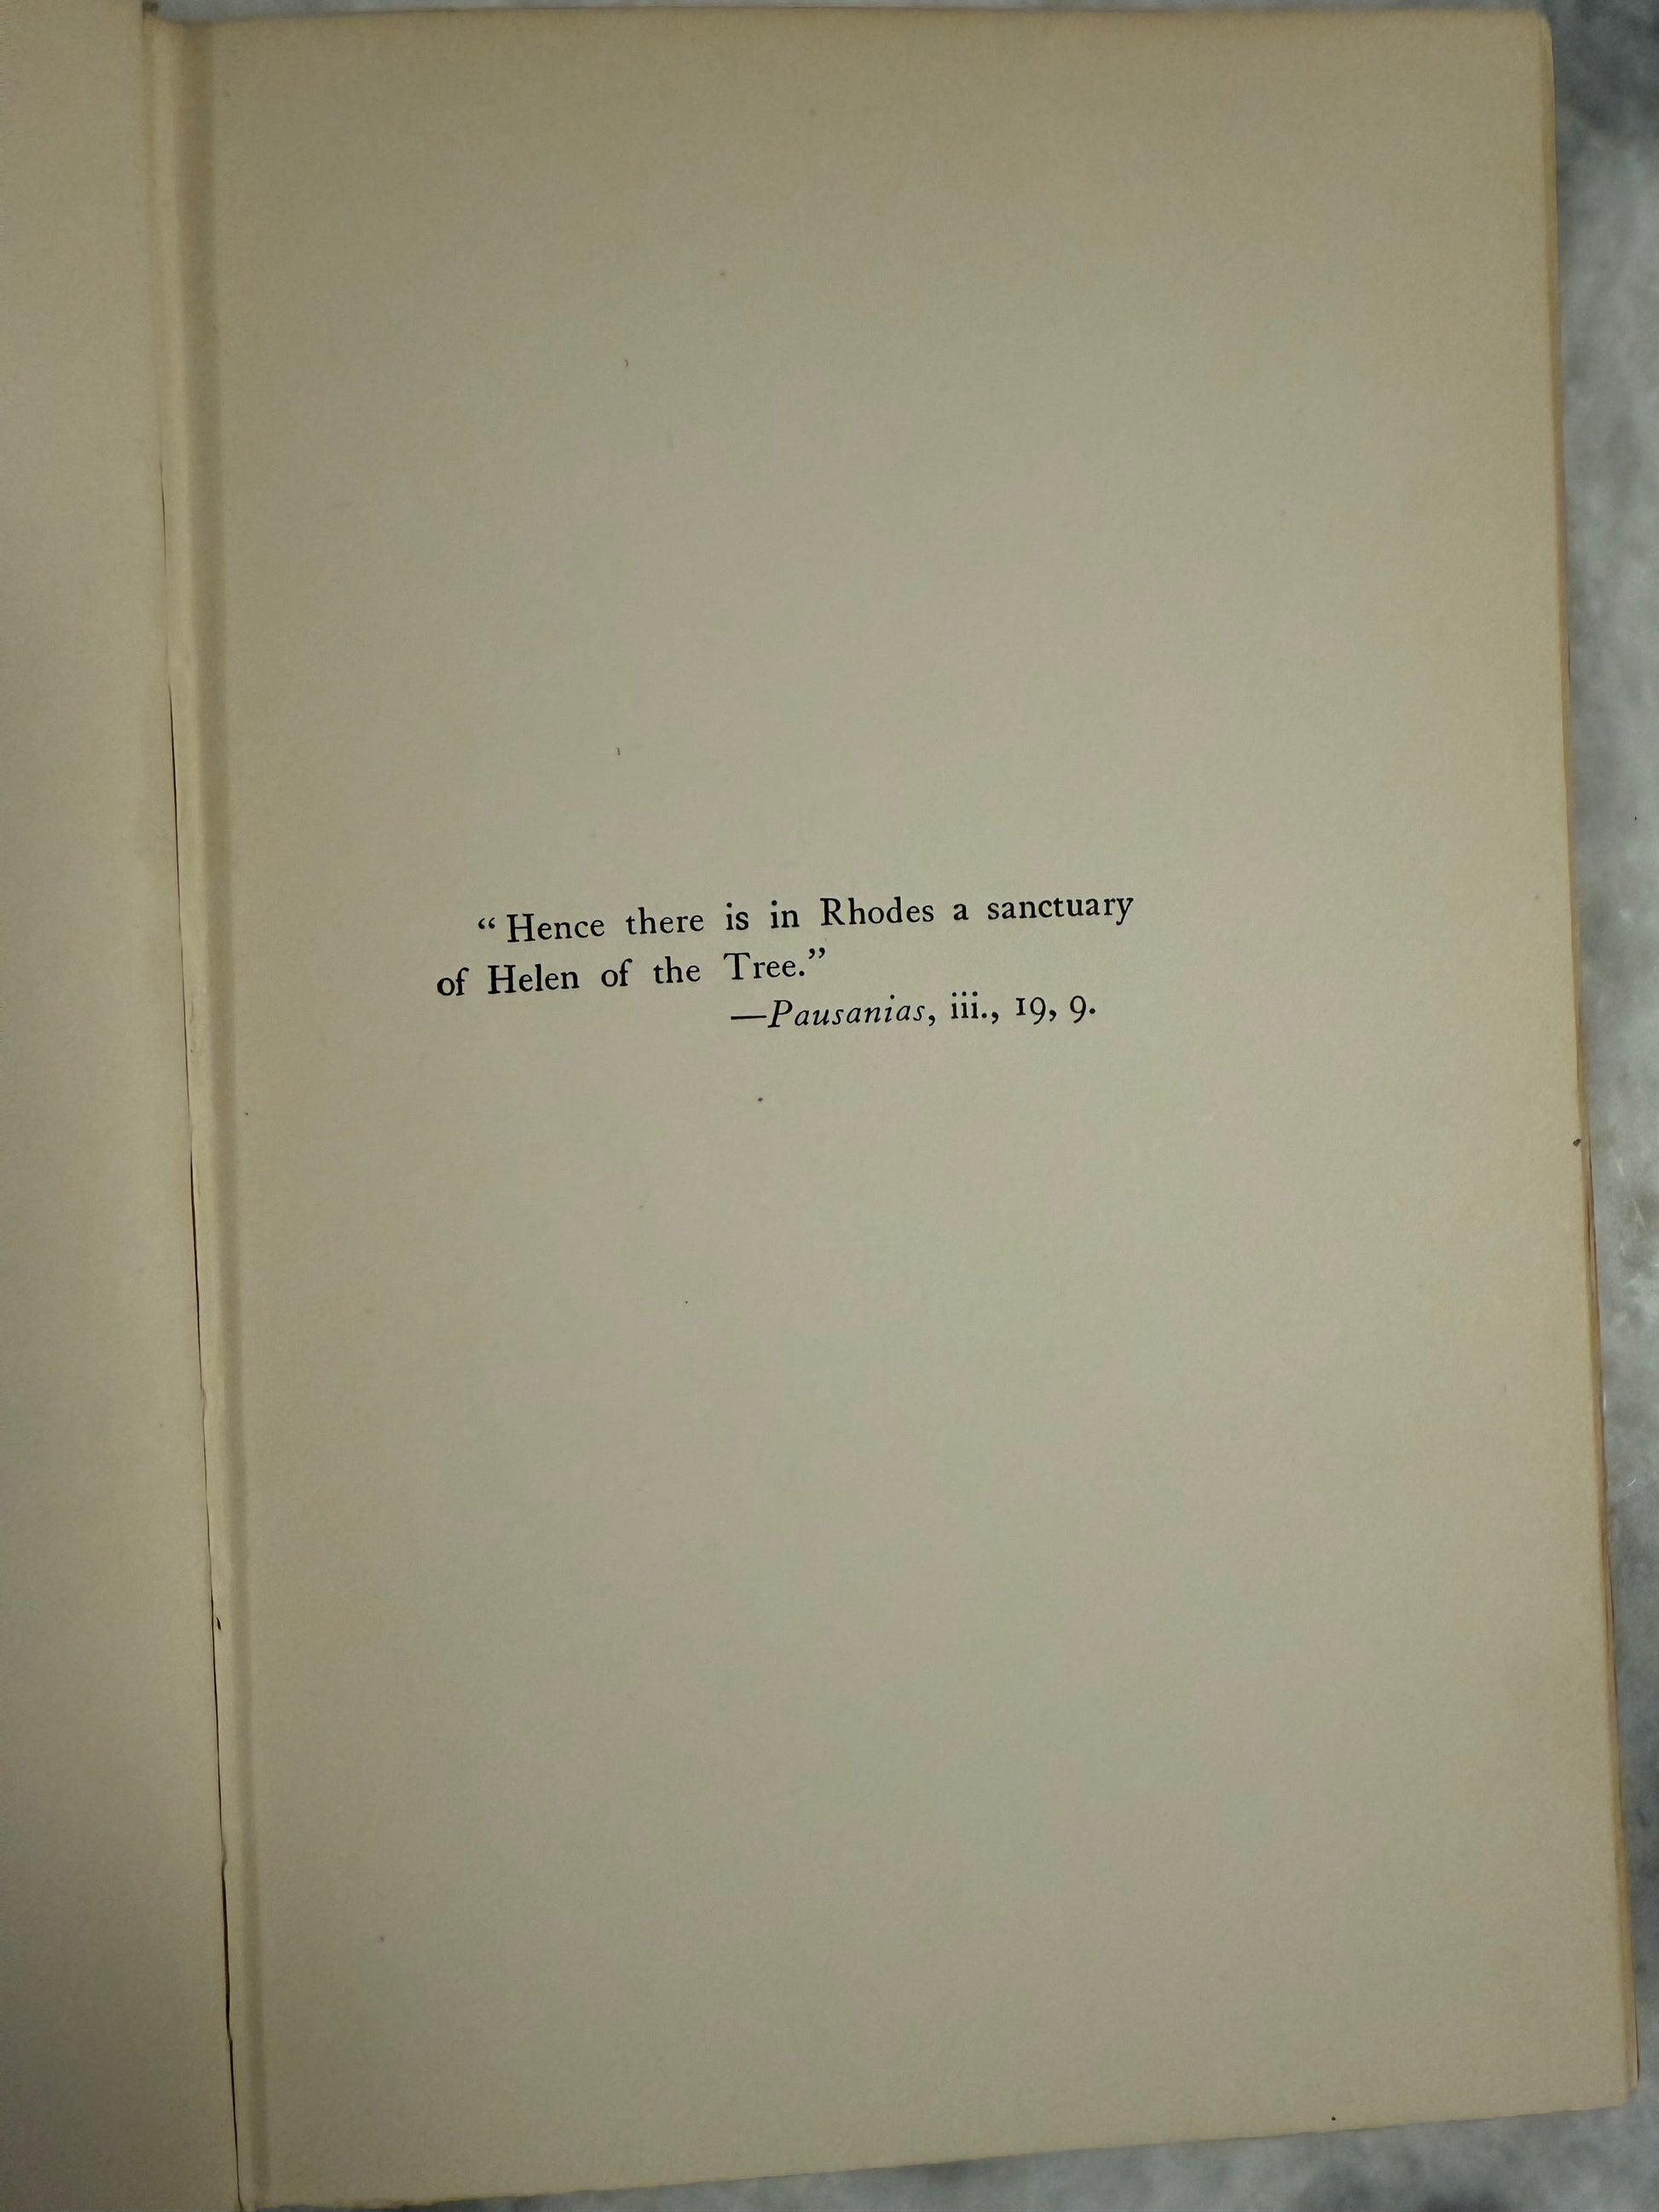 “Hence there is in Rhodes a sanctuary
of Helen of the Tree.”
—Pausanias, iii., 19, 9.